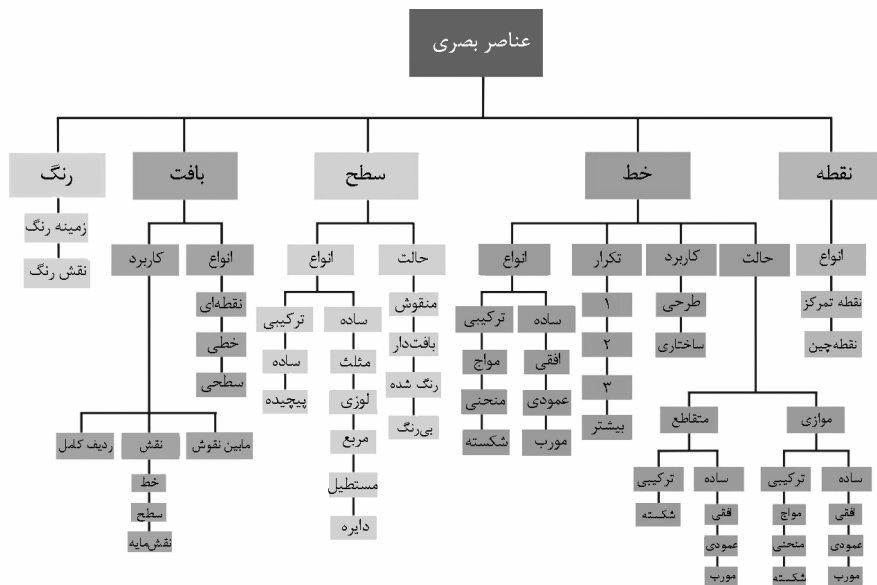 عناصر بصری
نقطه
انواع
نقطه تمرکز
نقطه‌چین
خط
حالت
موازی
ساده
افقی
عمودی
مورب
ترکیبی
مواج
منحنی
شکسته
متقاطع
ساده
افقی
عمودی
مورب
ترکیبی
شکسته
کاربرد
طرحی
ساختاری
تکرار
۱
۲
۳
بیشتر
انواع
ساده
افقی
عمودی
مورب
ترکیبی
مواج
منحنی
شکسته
سطح
حالت
منقوش
بافت‌دار
رنگ شده
بی‌رنگ
انواع
ساده
مثلث
لوزی
مربع
مستطیل
دایره
ترکیبی
ساده
پیچیده
بافت
انواع
نقطه‌ای
خطی
سطحی
کاربرد
مابین نقوش
نقش
خط
سطح
نقش‌مایه
ردیف کامل
رنگ
زمینه رنگ
نقش رنگ